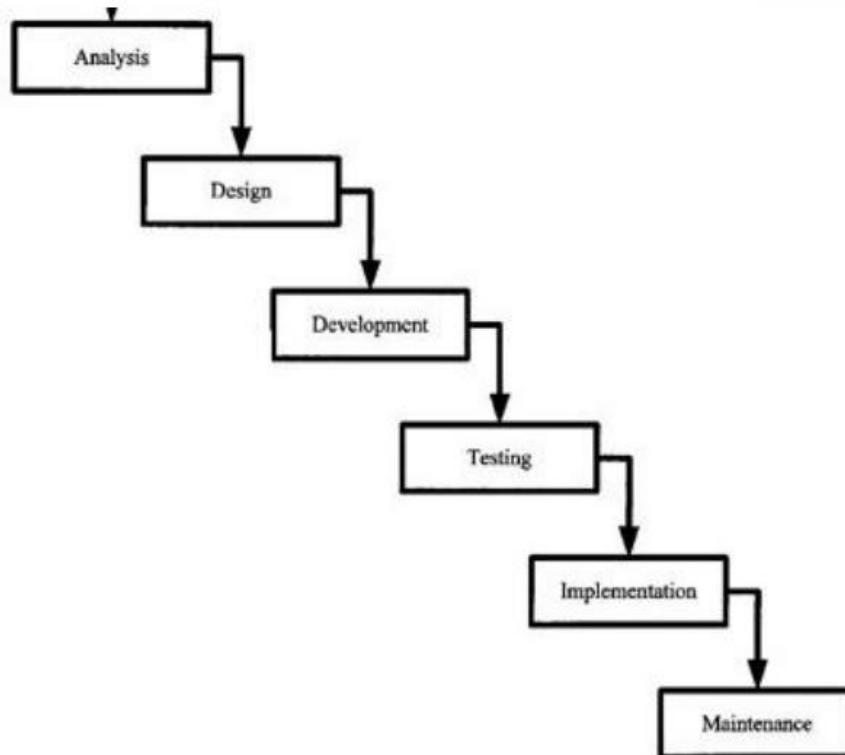 Analysis
Design
Development
Testing
Implementation
Maintenance